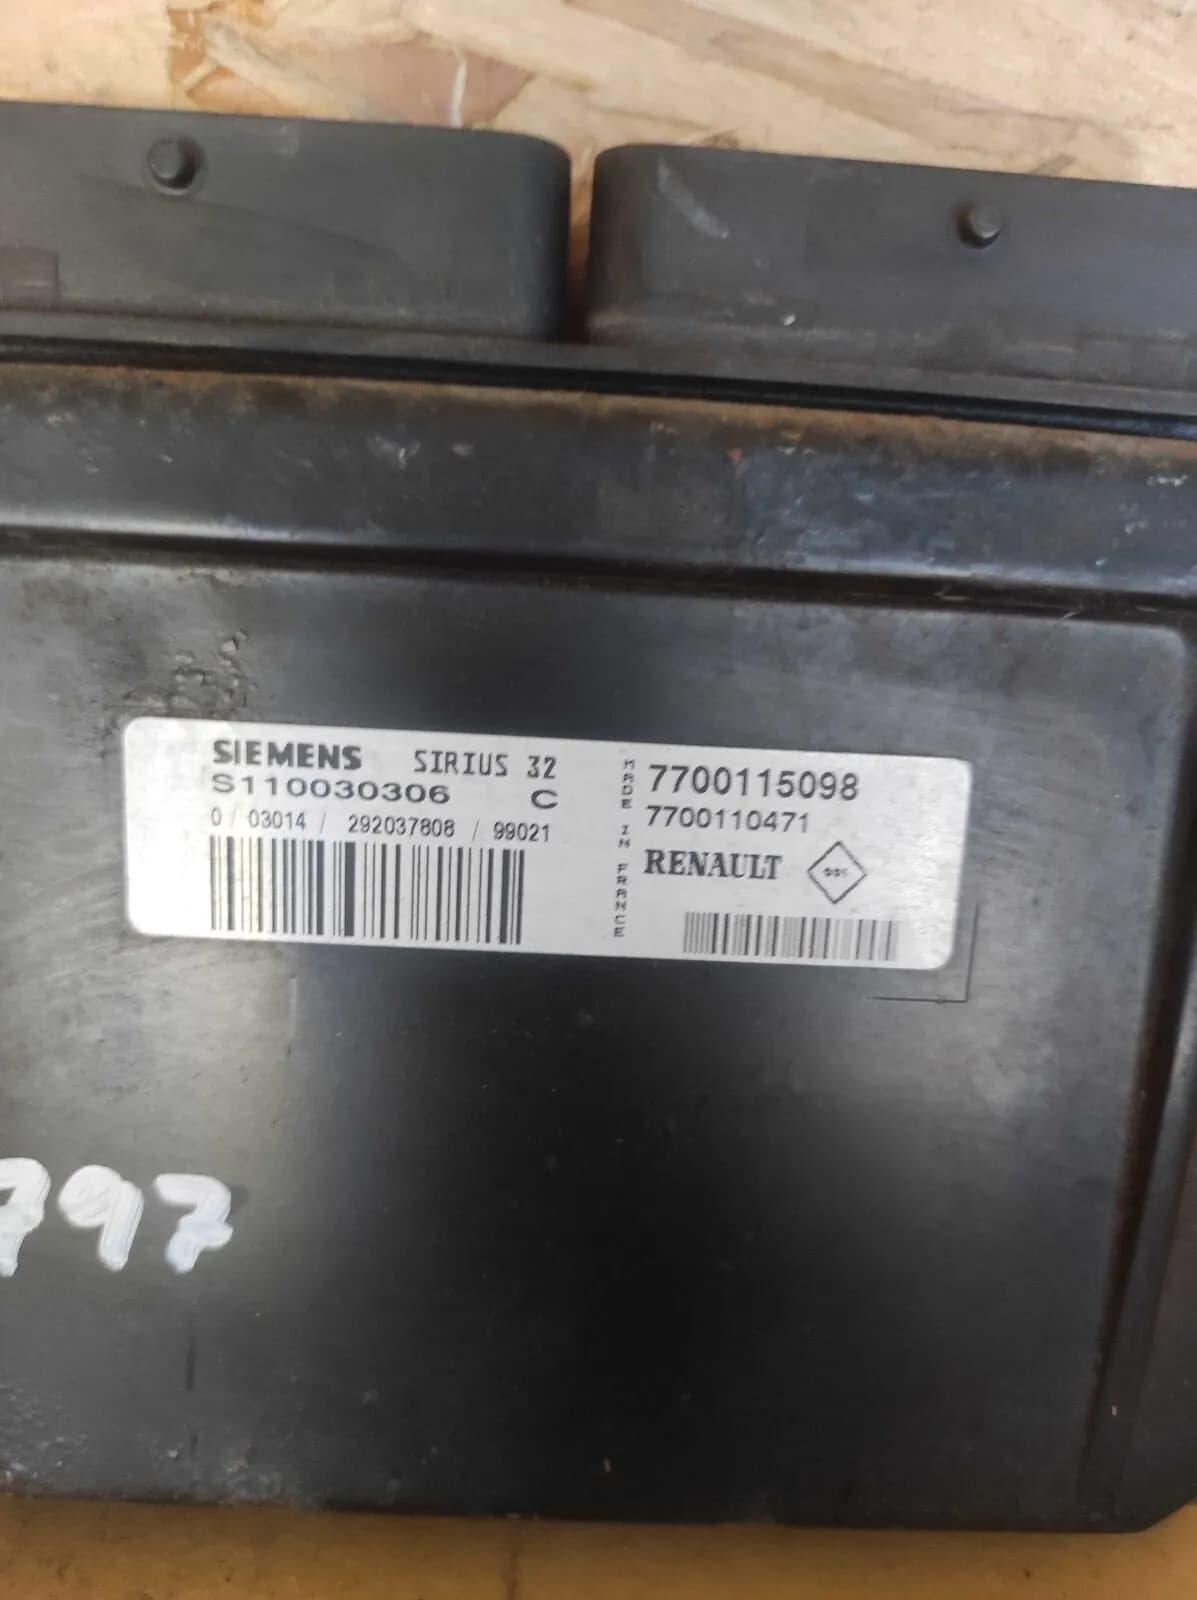 SIEMENS SIRIUS 32
S110030306 C
0 / 03014 / 292037808 / 99021
MADE IN FRANCE
7700115098
7700110471
RENAULT
797